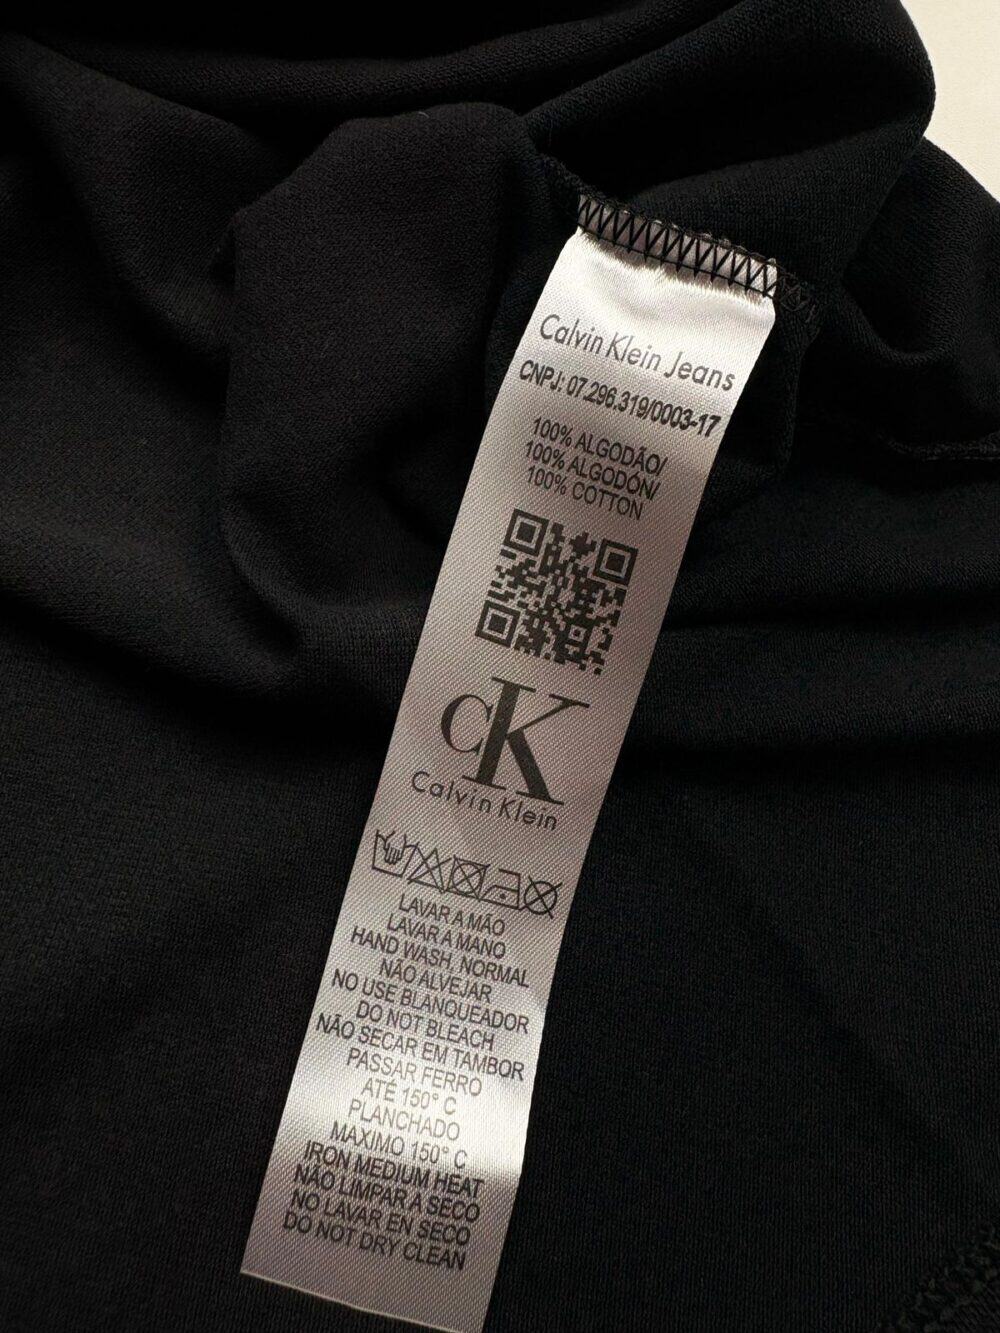 Calvin Klein Jeans
CNPJ: 07.296.319/0003-17
100% ALGODÃO/
100% ALGODÓN/
100% COTTON
CK
Calvin Klein
LAVAR A MÃO
LAVAR A MANO
HAND WASH, NORMAL
NÃO ALVEJAR
NO USE BLANQUEADOR
DO NOT BLEACH
NÃO SECAR EM TAMBOR
PASSAR FERRO
ATÉ 150° C
PLANCHADO
MAXIMO 150° C
IRON MEDIUM HEAT
NÃO LIMPAR A SECO
NO LAVAR EN SECO
DO NOT DRY CLEAN